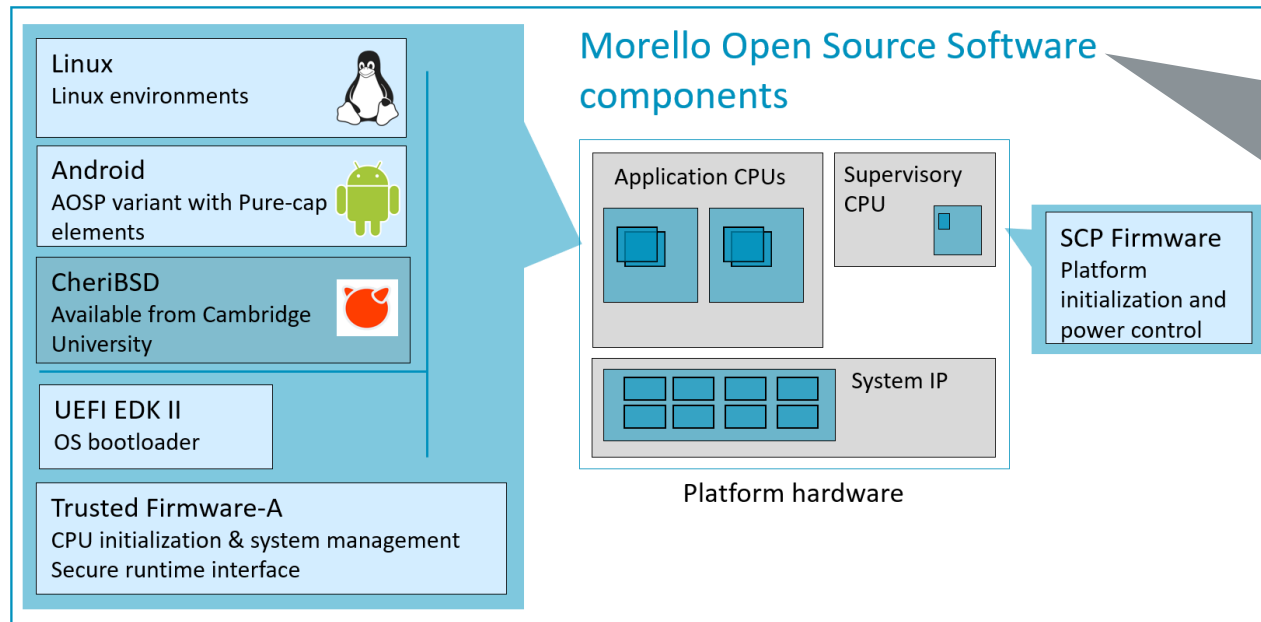 Morello Open Source Software
components
Linux
Linux environments
Android
AOSP variant with Pure-cap
elements
CheriBSD
Available from Cambridge
University
UEFI EDK II
OS bootloader
Trusted Firmware-A
CPU initialization & system management
Secure runtime interface
Application CPUs
Supervisory
CPU
System IP
Platform hardware
SCP Firmware
Platform
initialization and
power control